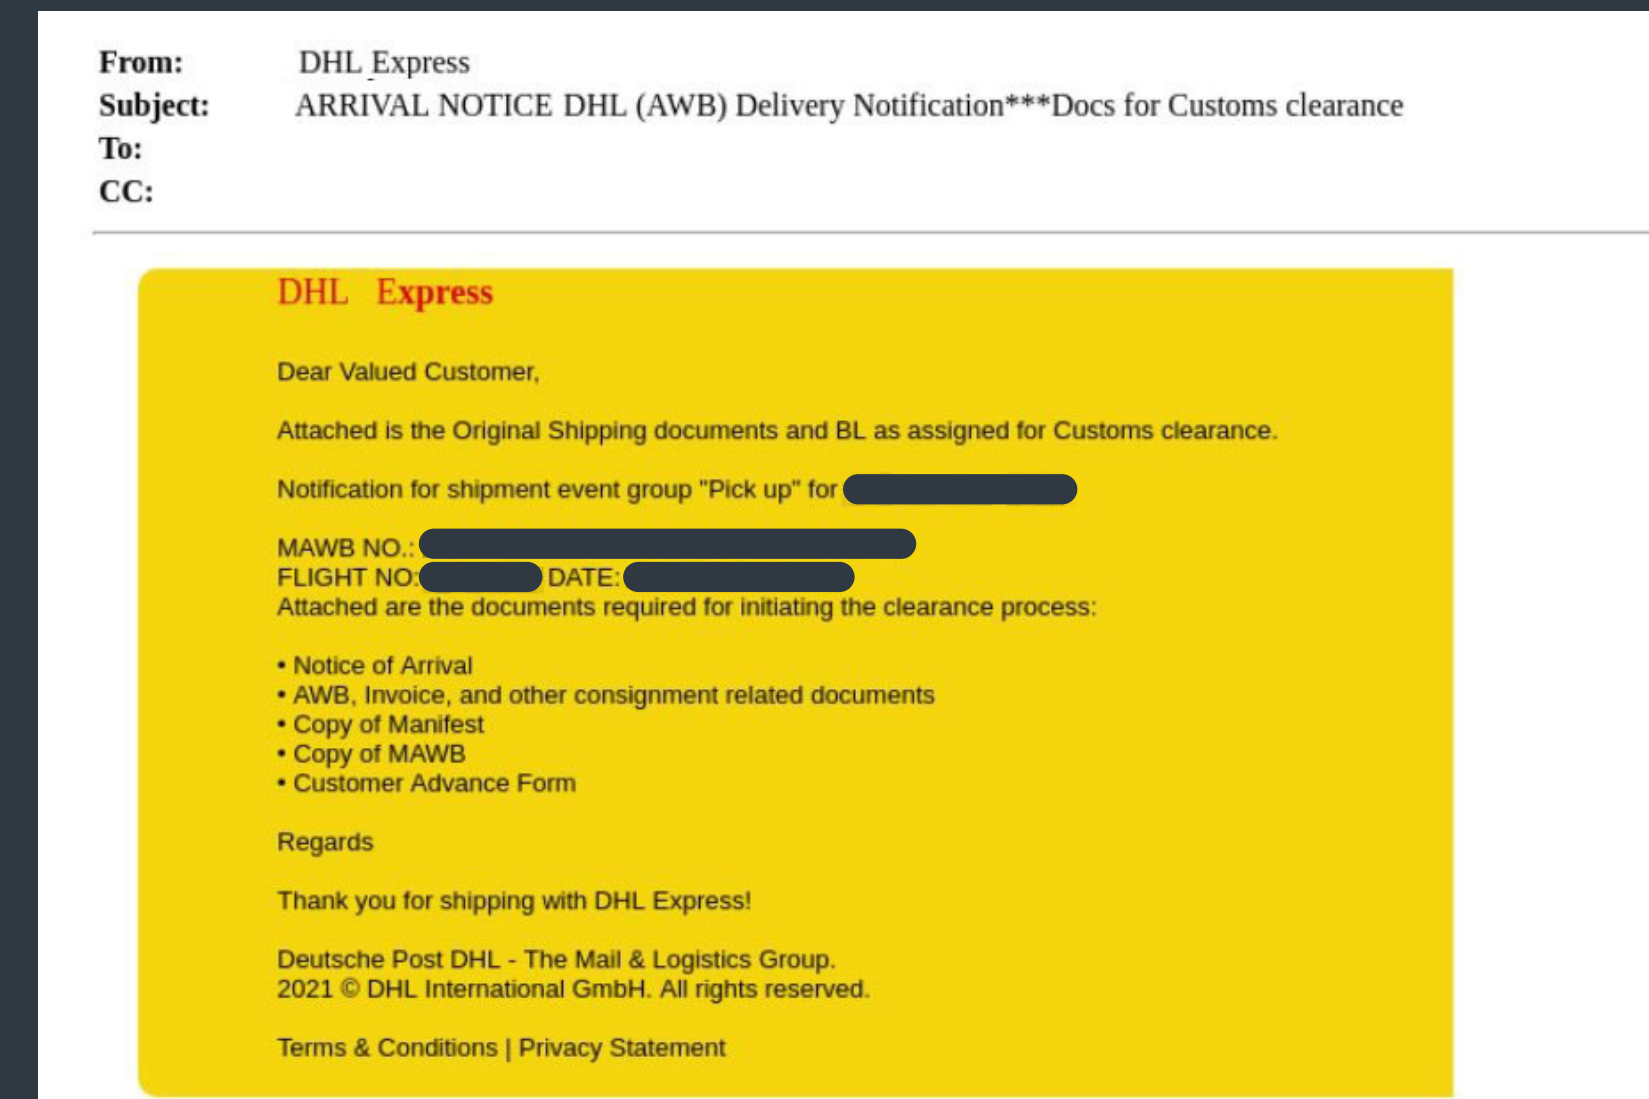 From: DHL Express
Subject: ARRIVAL NOTICE DHL (AWB) Delivery Notification***Docs for Customs clearance
To:
CC:
DHL Express
Dear Valued Customer,
Attached is the Original Shipping documents and BL as assigned for Customs clearance.
Notification for shipment event group "Pick up" for
MAWB NO.:
FLIGHT NO: DATE:
Attached are the documents required for initiating the clearance process:
• Notice of Arrival
• AWB, Invoice, and other consignment related documents
• Copy of Manifest
• Copy of MAWB
• Customer Advance Form
Regards
Thank you for shipping with DHL Express!
Deutsche Post DHL - The Mail & Logistics Group.
2021 © DHL International GmbH. All rights reserved.
Terms & Conditions | Privacy Statement